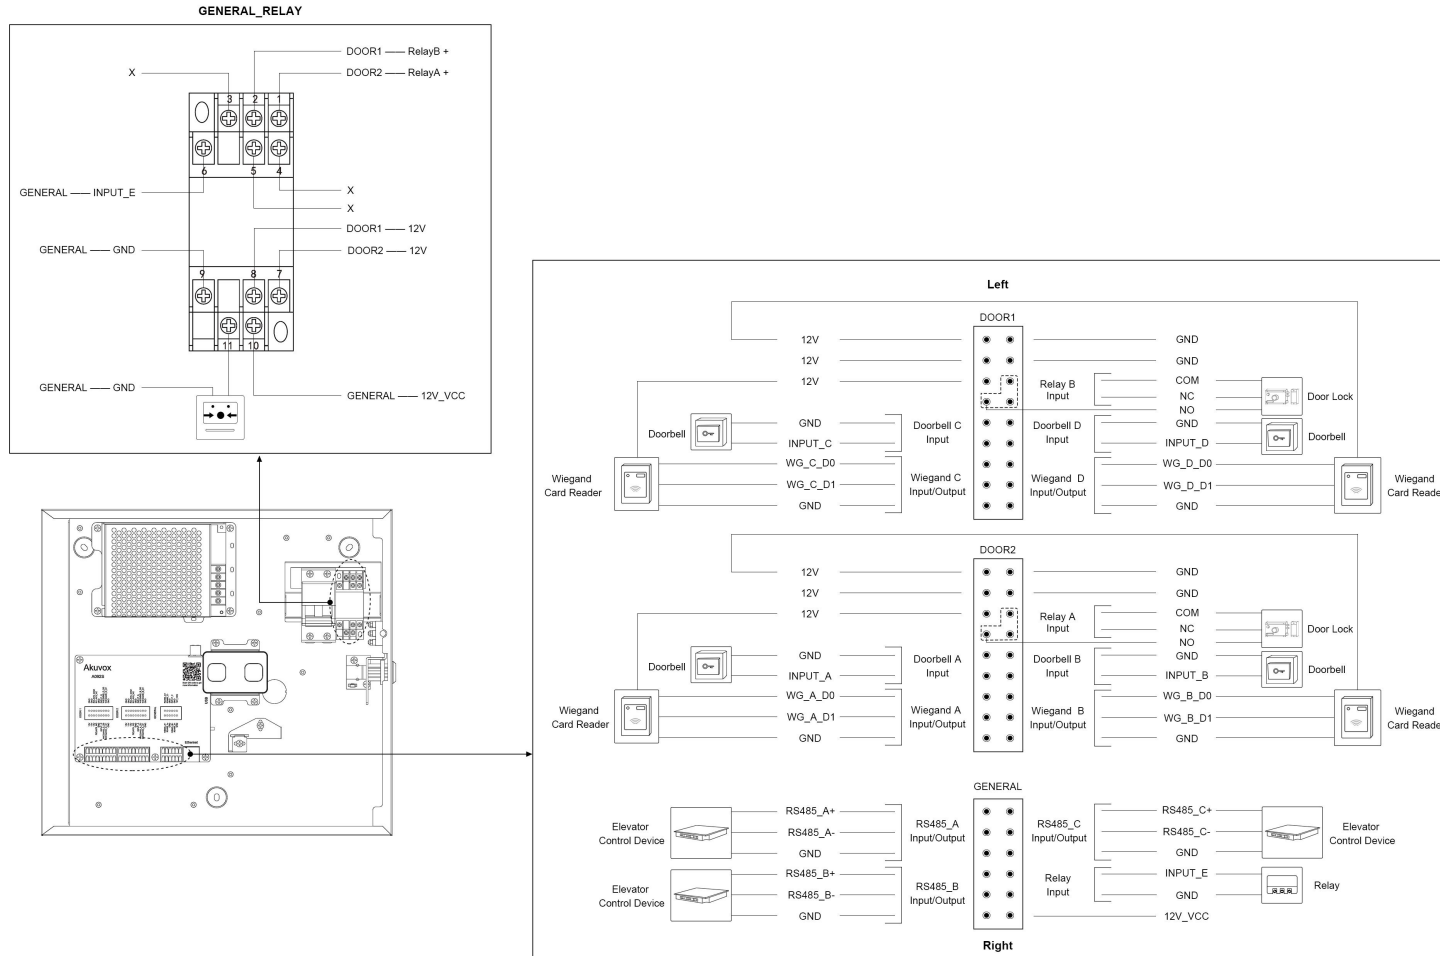 GENERAL_RELAY
DOOR1 —— RelayB +
X
DOOR2 —— RelayA +
3 2 1
6 5 4
GENERAL —— INPUT_E
X
X
DOOR1 —— 12V
GENERAL —— GND
DOOR2 —— 12V
9 8 7
11 10
GENERAL —— GND
GENERAL —— 12V_VCC
Akuvox
Ethernet
Left
DOOR1
12V
GND
12V
GND
12V
Relay B
Input
COM
NC
NO
Door Lock
Doorbell
GND
INPUT_C
Doorbell C
Input
Doorbell D
Input
GND
INPUT_D
Doorbell
Wiegand
Card Reader
WG_C_D0
WG_C_D1
GND
Wiegand C
Input/Output
Wiegand D
Input/Output
WG_D_D0
WG_D_D1
GND
Wiegand
Card Reade
DOOR2
12V
GND
12V
GND
12V
Relay A
Input
COM
NC
NO
Door Lock
Doorbell
GND
INPUT_A
Doorbell A
Input
Doorbell B
Input
GND
INPUT_B
Doorbell
Wiegand
Card Reader
WG_A_D0
WG_A_D1
GND
Wiegand A
Input/Output
Wiegand B
Input/Output
WG_B_D0
WG_B_D1
GND
Wiegand
Card Reade
GENERAL
Elevator
Control Device
RS485_A+
RS485_A-
GND
RS485_A
Input/Output
RS485_C
Input/Output
RS485_C+
RS485_C-
GND
Elevator
Control Device
Elevator
Control Device
RS485_B+
RS485_B-
GND
RS485_B
Input/Output
Relay
Input
INPUT_E
GND
Relay
12V_VCC
Right